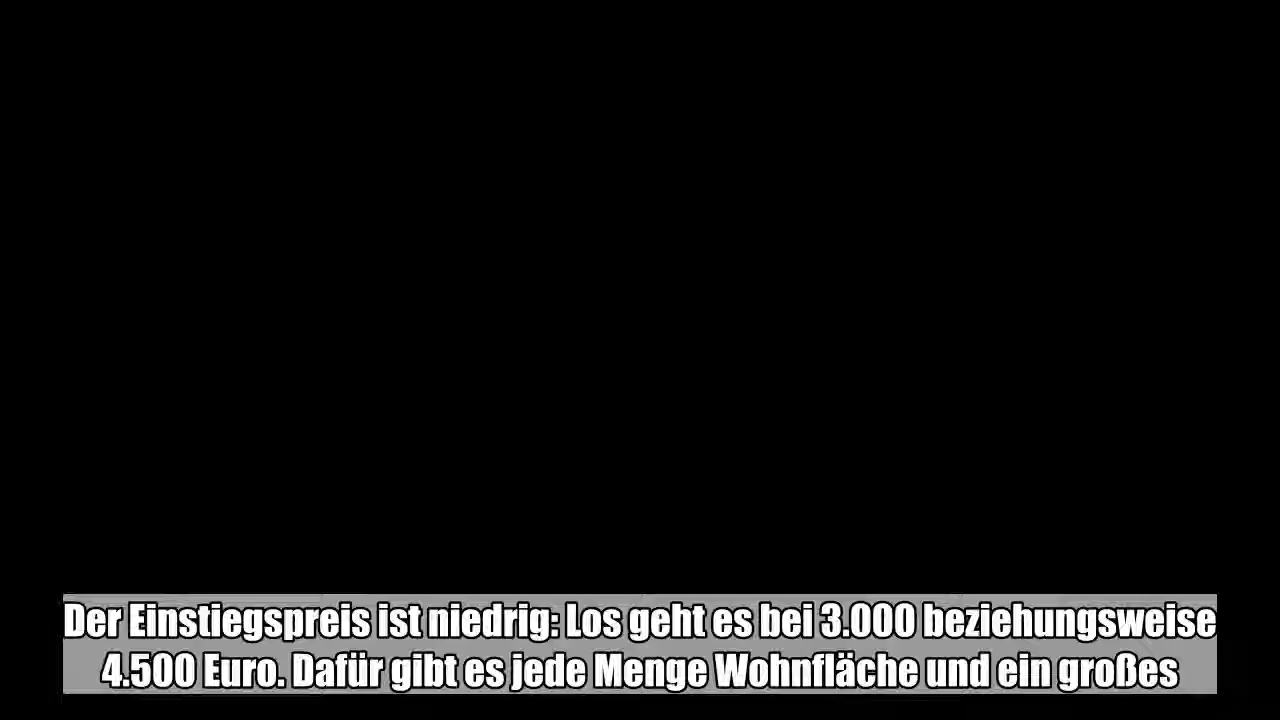 Der Einstiegspreis ist niedrig: Los geht es bei 3.000 beziehungsweise
4.500 Euro. Dafür gibt es jede Menge Wohnfläche und ein großes